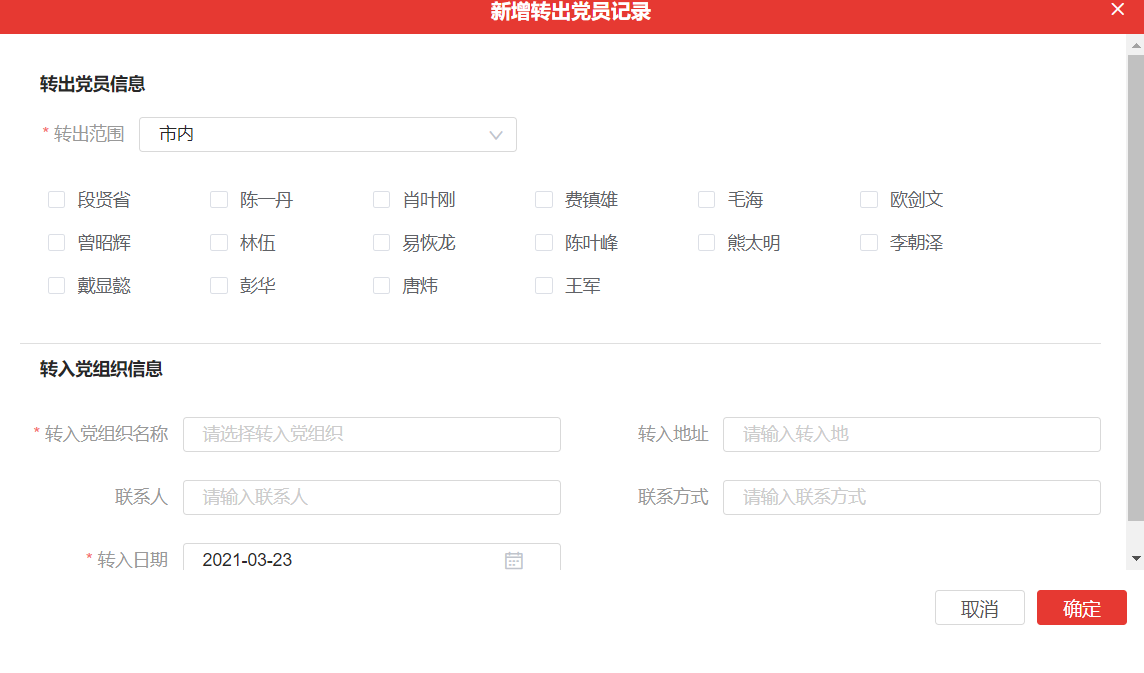 新增转出党员记录
转出党员信息
* 转出范围 市内
段贤省 陈一丹 肖叶刚 费镇雄 毛海 欧剑文
曾昭辉 林伍 易恢龙 陈叶峰 熊太明 李朝泽
戴显懿 彭华 唐炜 王军
转入党组织信息
* 转入党组织名称 请选择转入党组织 转入地址 请输入转入地
联系人 请输入联系人 联系方式 请输入联系方式
* 转入日期 2021-03-23
取消 确定